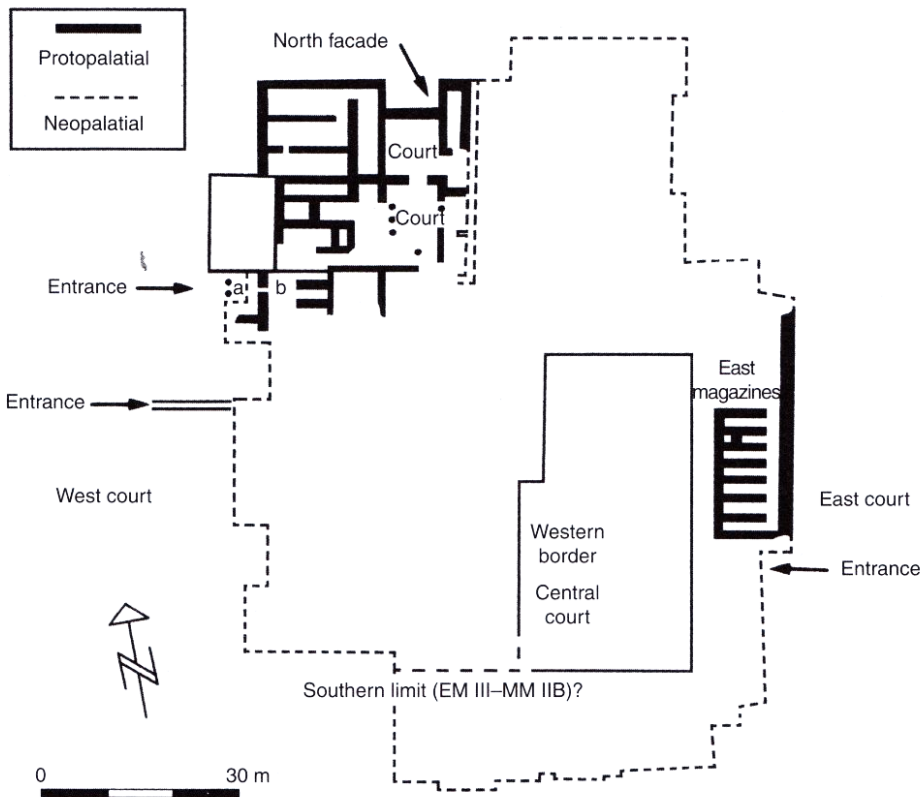 Protopalatial
Neopalatial
North facade
Court
Court
Entrance
a
b
Entrance
East
magazines
West court
East court
Western
border
Entrance
Central
court
Southern limit (EM III–MM IIB)?
0
30 m